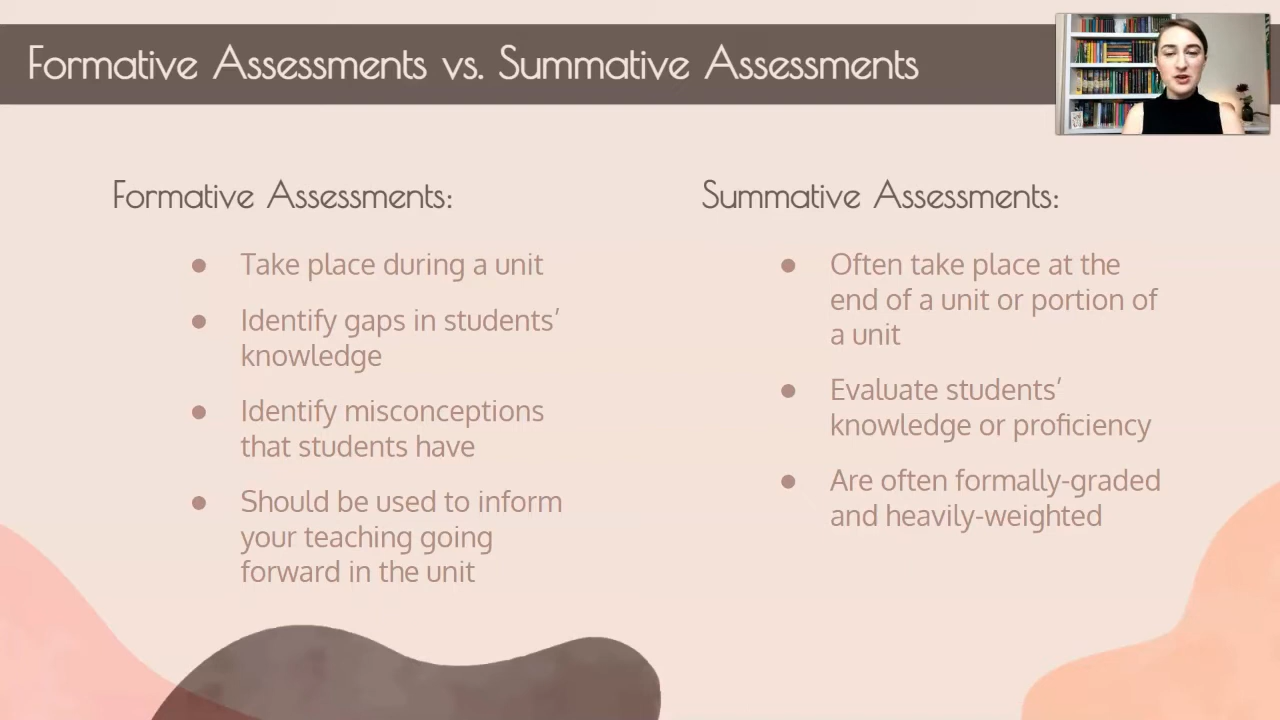 Formative Assessments vs. Summative Assessments
Formative Assessments:
● Take place during a unit
● Identify gaps in students’
knowledge
● Identify misconceptions
that students have
● Should be used to inform
your teaching going
forward in the unit
Summative Assessments:
● Often take place at the
end of a unit or portion of
a unit
● Evaluate students’
knowledge or proficiency
● Are often formally-graded
and heavily-weighted